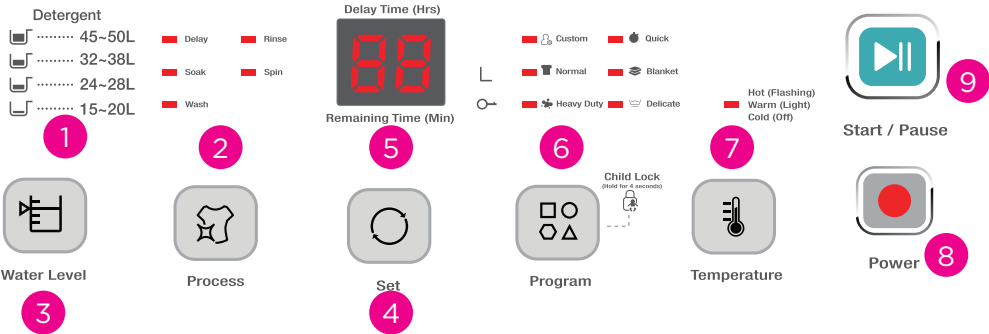 Detergent
45~50L
32~38L
24~28L
15~20L
1
Water Level
3
Delay
Rinse
Soak
Spin
Wash
2
Process
Delay Time (Hrs)
88
Remaining Time (Min)
5
Set
4
Custom
Quick
Normal
Blanket
Heavy Duty
Delicate
6
Child Lock
(Hold for 4 seconds)
Program
Hot (Flashing)
Warm (Light)
Cold (Off)
7
Temperature
9
Start / Pause
Power
8